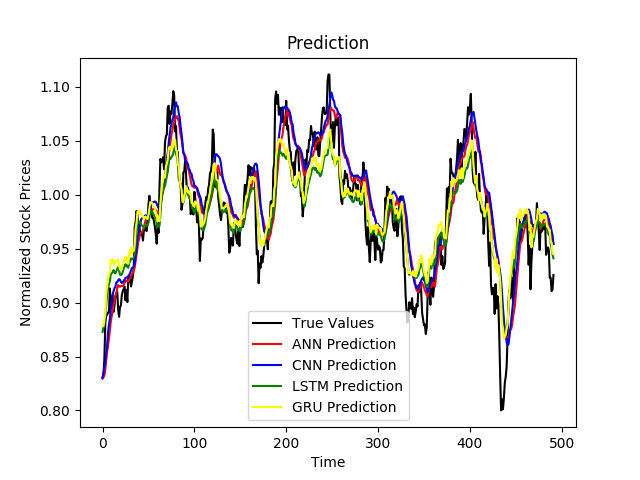 Prediction
1.10
1.05
1.00
0.95
0.90
0.85
0.80
Normalized Stock Prices
True Values
ANN Prediction
CNN Prediction
LSTM Prediction
GRU Prediction
0 100 200 300 400 500
Time